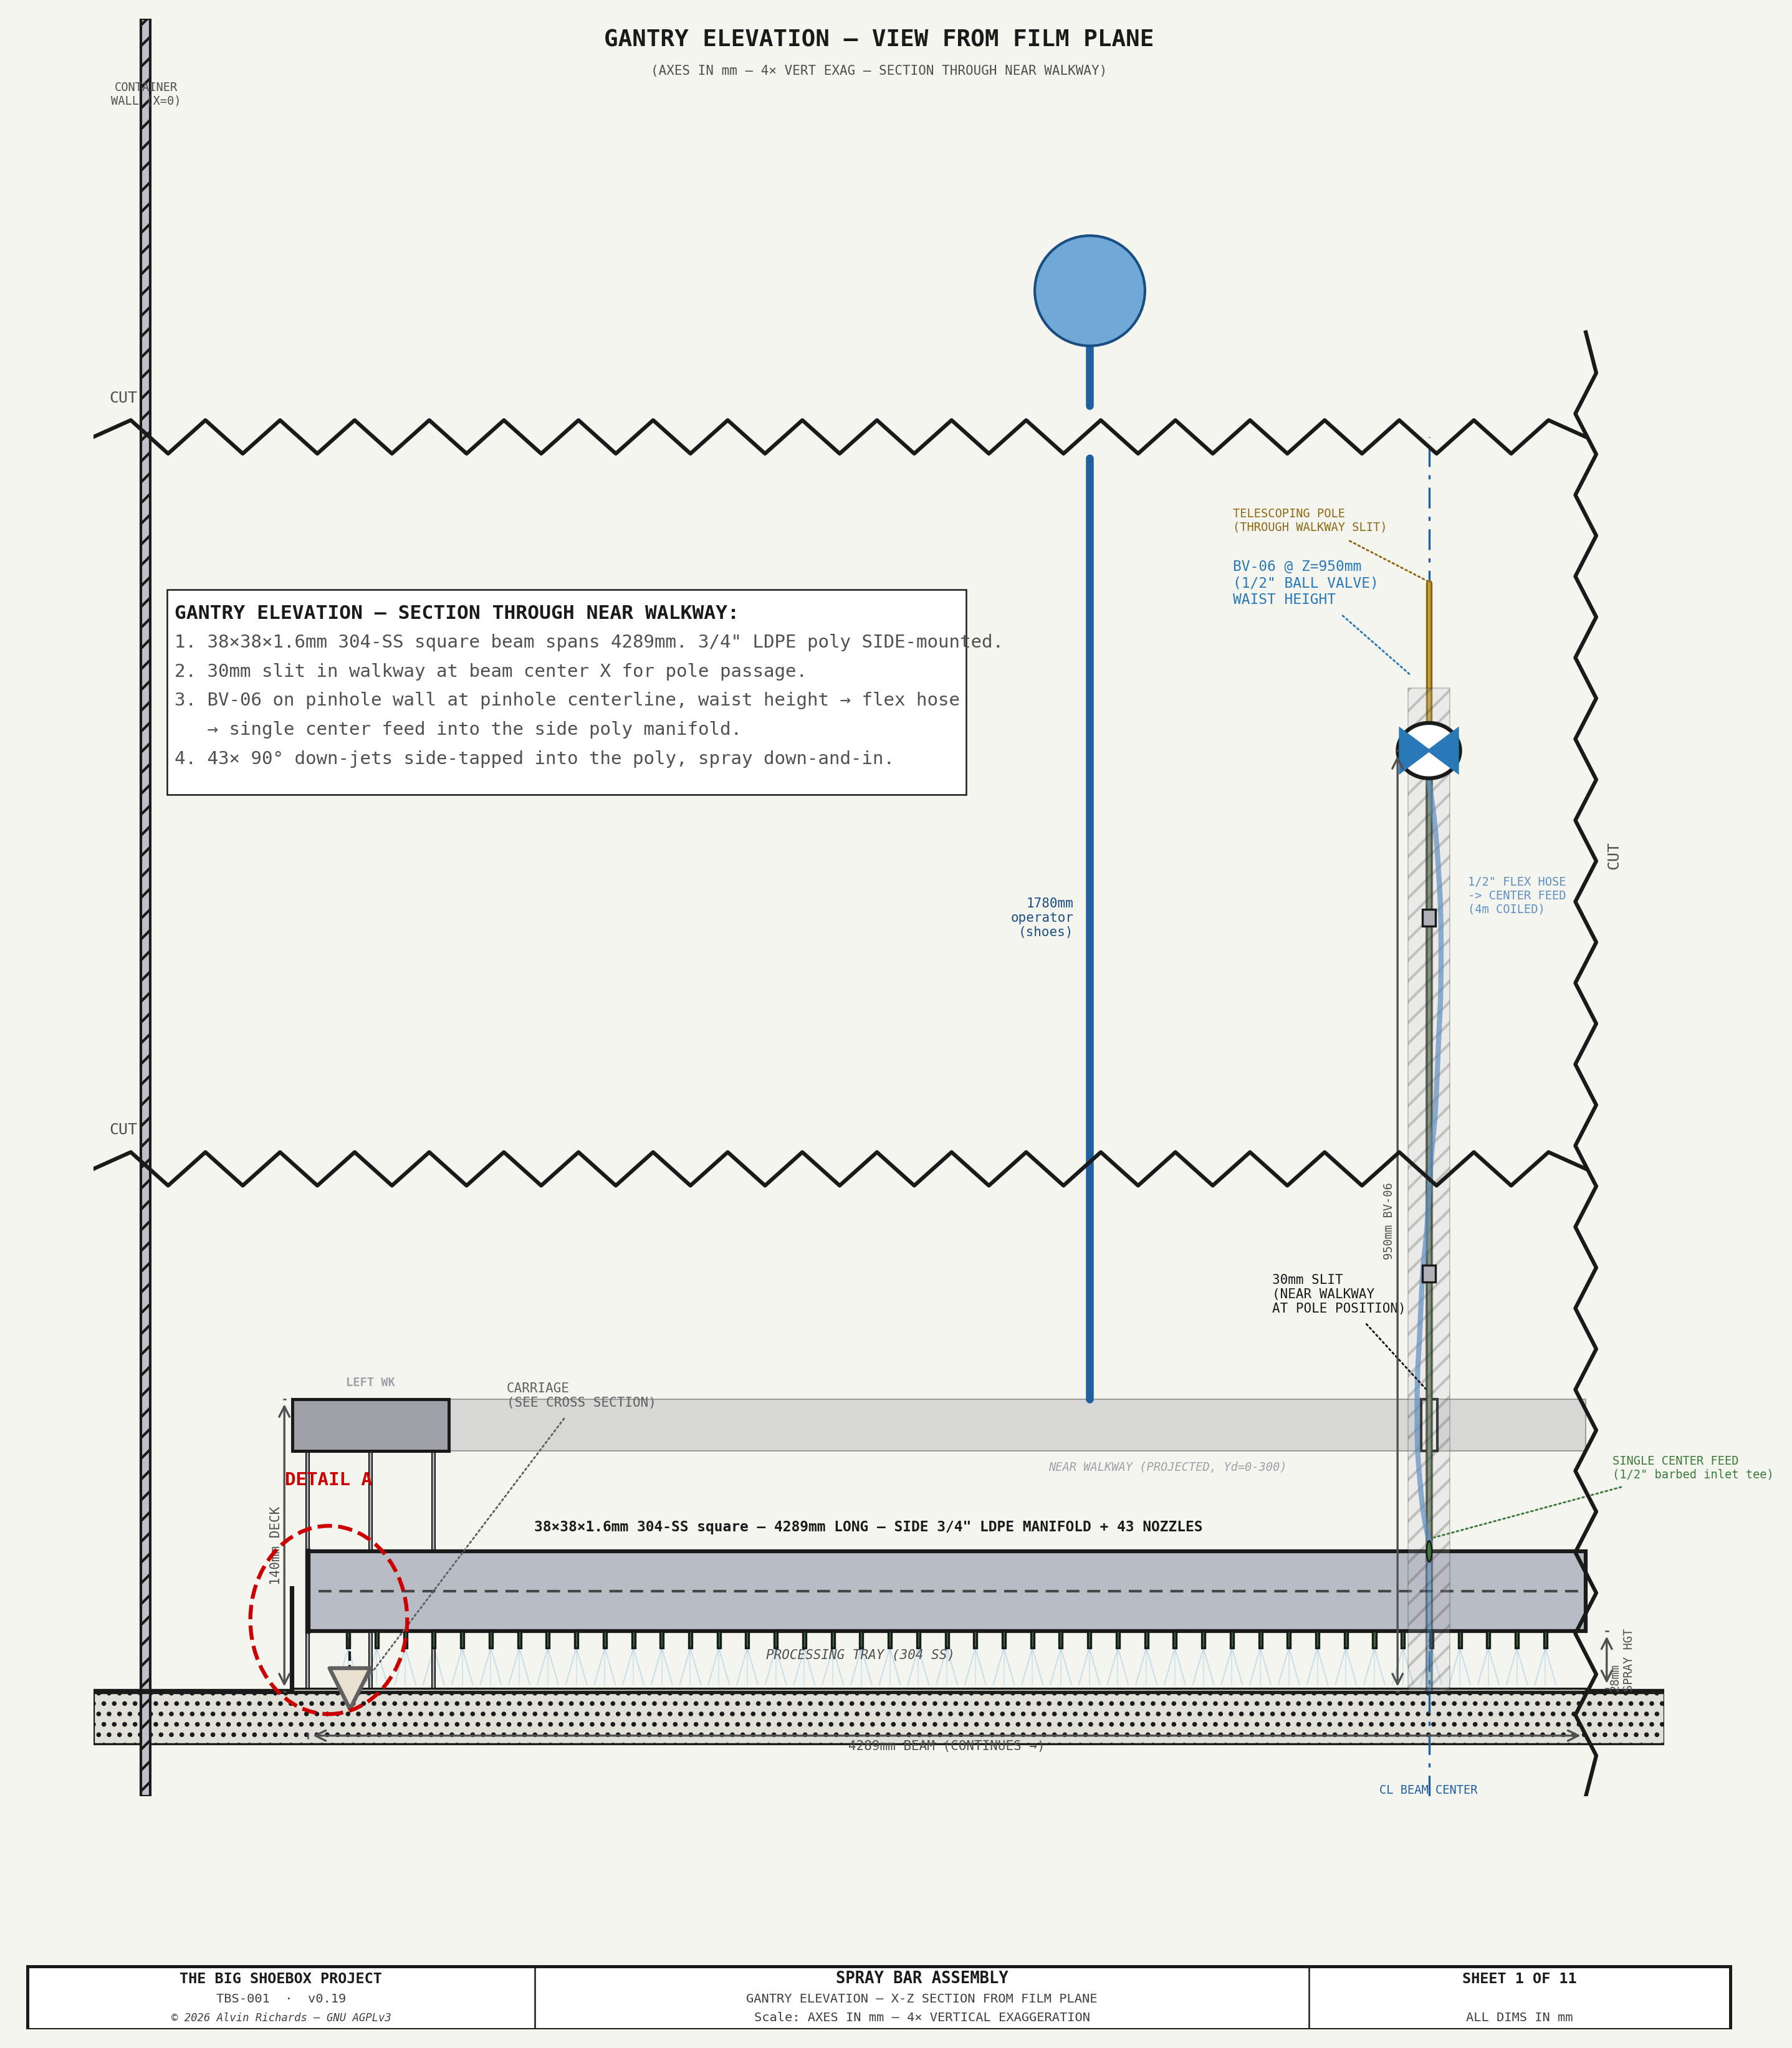 GANTRY ELEVATION — VIEW FROM FILM PLANE
(AXES IN mm — 4× VERT EXAG — SECTION THROUGH NEAR WALKWAY)
CONTAINER
WALL (X=0)
CUT
TELESCOPING POLE
(THROUGH WALKWAY SLIT)
BV-06 @ Z=950mm
(1/2" BALL VALVE)
WAIST HEIGHT
GANTRY ELEVATION — SECTION THROUGH NEAR WALKWAY:
1. 38×38×1.6mm 304-SS square beam spans 4289mm. 3/4" LDPE poly SIDE-mounted.
2. 30mm slit in walkway at beam center X for pole passage.
3. BV-06 on pinhole wall at pinhole centerline, waist height → flex hose
→ single center feed into the side poly manifold.
4. 43× 90° down-jets side-tapped into the poly, spray down-and-in.
CUT
1780mm
operator
(shoes)
1/2" FLEX HOSE
-> CENTER FEED
(4m COILED)
CUT
950mm BV-06
30mm SLIT
(NEAR WALKWAY
AT POLE POSITION)
LEFT WK
CARRIAGE
(SEE CROSS SECTION)
NEAR WALKWAY (PROJECTED, Yd=0-300)
SINGLE CENTER FEED
(1/2" barbed inlet tee)
DETAIL A
140mm DECK
38×38×1.6mm 304-SS square — 4289mm LONG — SIDE 3/4" LDPE MANIFOLD + 43 NOZZLES
PROCESSING TRAY (304 SS)
SPRAY HGT
4289mm BEAM (CONTINUES →)
CL BEAM CENTER
THE BIG SHOEBOX PROJECT
TBS-001 · v0.19
© 2026 Alvin Richards — GNU AGPLv3
SPRAY BAR ASSEMBLY
GANTRY ELEVATION — X-Z SECTION FROM FILM PLANE
Scale: AXES IN mm — 4× VERTICAL EXAGGERATION
SHEET 1 OF 11
ALL DIMS IN mm